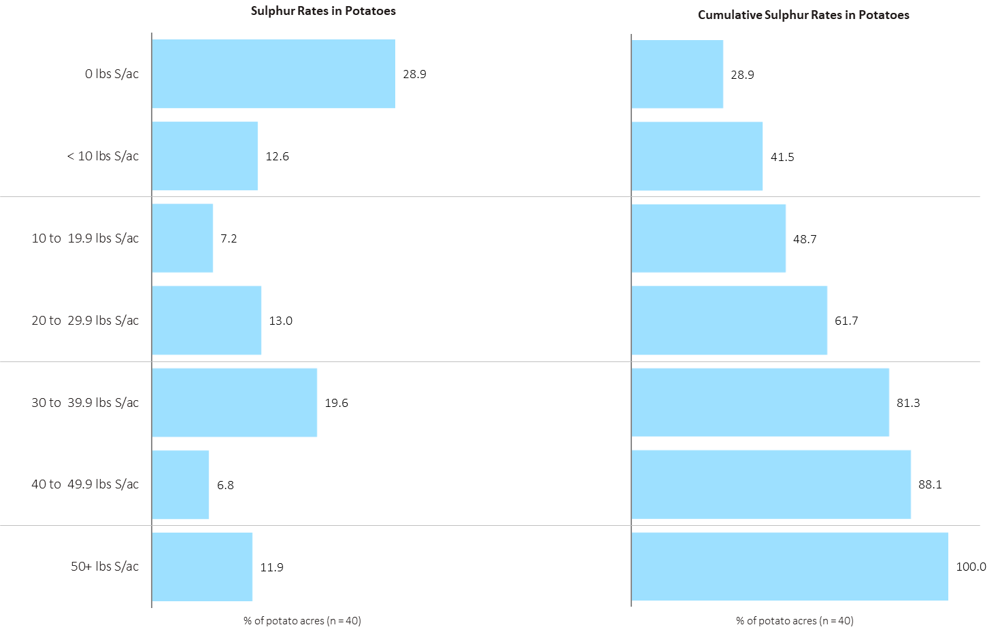 Sulphur Rates in Potatoes
Cumulative Sulphur Rates in Potatoes
0 lbs S/ac
28.9
28.9
< 10 lbs S/ac
12.6
41.5
10 to 19.9 lbs S/ac
7.2
48.7
20 to 29.9 lbs S/ac
13.0
61.7
30 to 39.9 lbs S/ac
19.6
81.3
40 to 49.9 lbs S/ac
6.8
88.1
50+ lbs S/ac
11.9
100.0
% of potato acres (n = 40)
% of potato acres (n = 40)